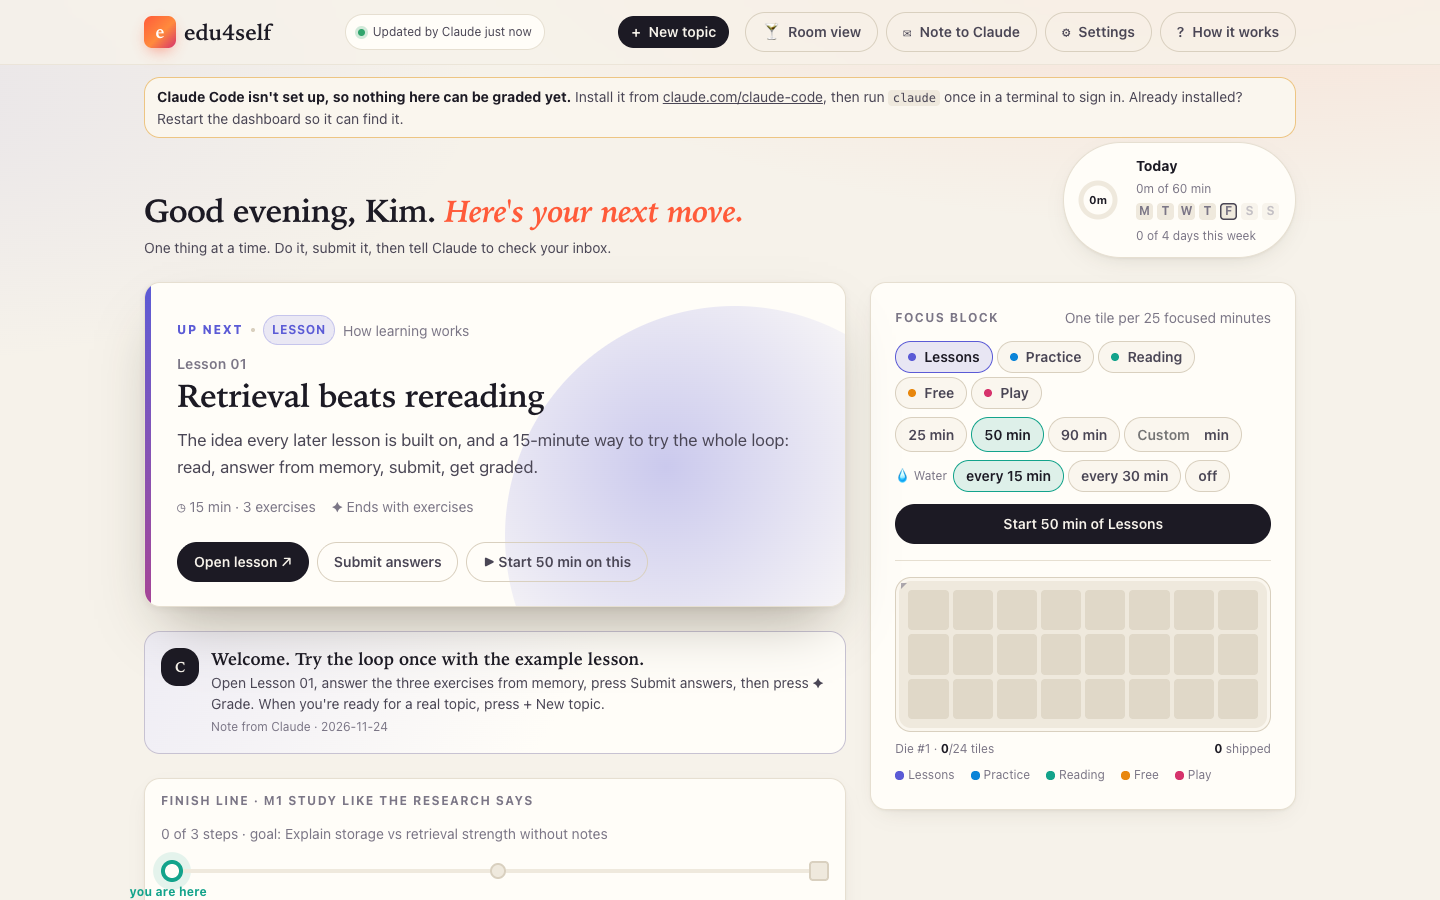 e edu4self
Updated by Claude just now
+ New topic
Room view
Note to Claude
Settings
? How it works
Claude Code isn't set up, so nothing here can be graded yet. Install it from claude.com/claude-code, then run claude once in a terminal to sign in. Already installed?
Restart the dashboard so it can find it.
Good evening, Kim. Here's your next move.
One thing at a time. Do it, submit it, then tell Claude to check your inbox.
0m
Today
0m of 60 min
M T W T F S S
0 of 4 days this week
UP NEXT • LESSON How learning works
Lesson 01
Retrieval beats rereading
The idea every later lesson is built on, and a 15-minute way to try the whole loop:
read, answer from memory, submit, get graded.
15 min · 3 exercises ✦ Ends with exercises
Open lesson ↗
Submit answers
▶ Start 50 min on this
C
Welcome. Try the loop once with the example lesson.
Open Lesson 01, answer the three exercises from memory, press Submit answers, then press ✦
Grade. When you're ready for a real topic, press + New topic.
Note from Claude · 2026-11-24
FINISH LINE · M1 STUDY LIKE THE RESEARCH SAYS
0 of 3 steps · goal: Explain storage vs retrieval strength without notes
you are here
FOCUS BLOCK
One tile per 25 focused minutes
Lessons Practice Reading
Free Play
25 min 50 min 90 min Custom min
Water every 15 min every 30 min off
Start 50 min of Lessons
Die #1 · 0/24 tiles
0 shipped
Lessons Practice Reading Free Play